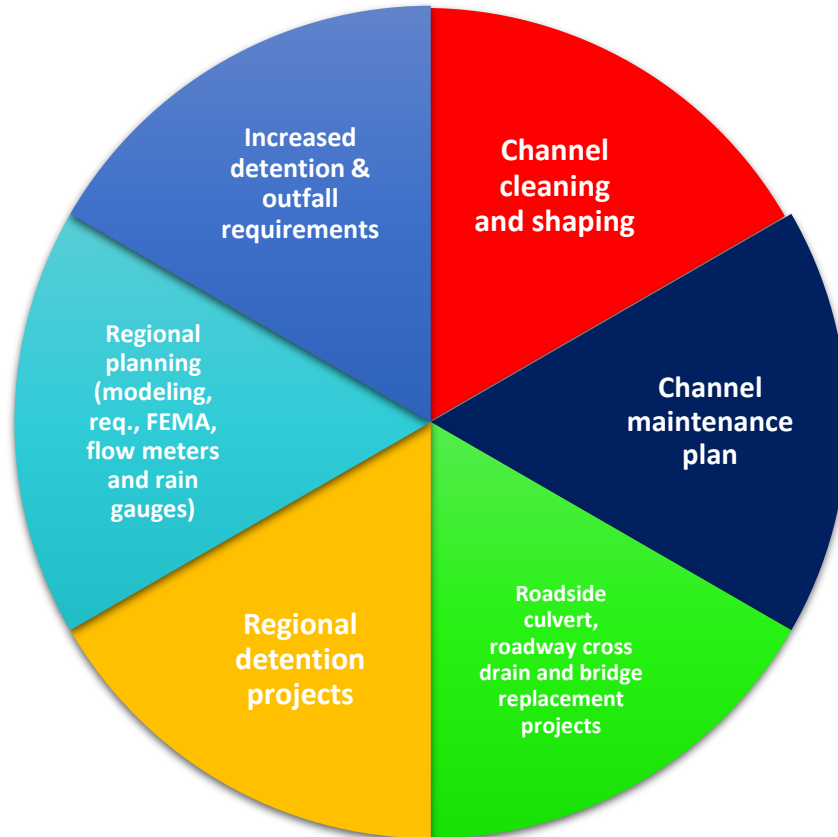 Increased
detention &
outfall
requirements
Channel
cleaning
and shaping
Regional
planning
(modeling,
req., FEMA,
flow meters
and rain
gauges)
Channel
maintenance
plan
Regional
detention
projects
Roadside
culvert,
roadway cross
drain and bridge
replacement
projects